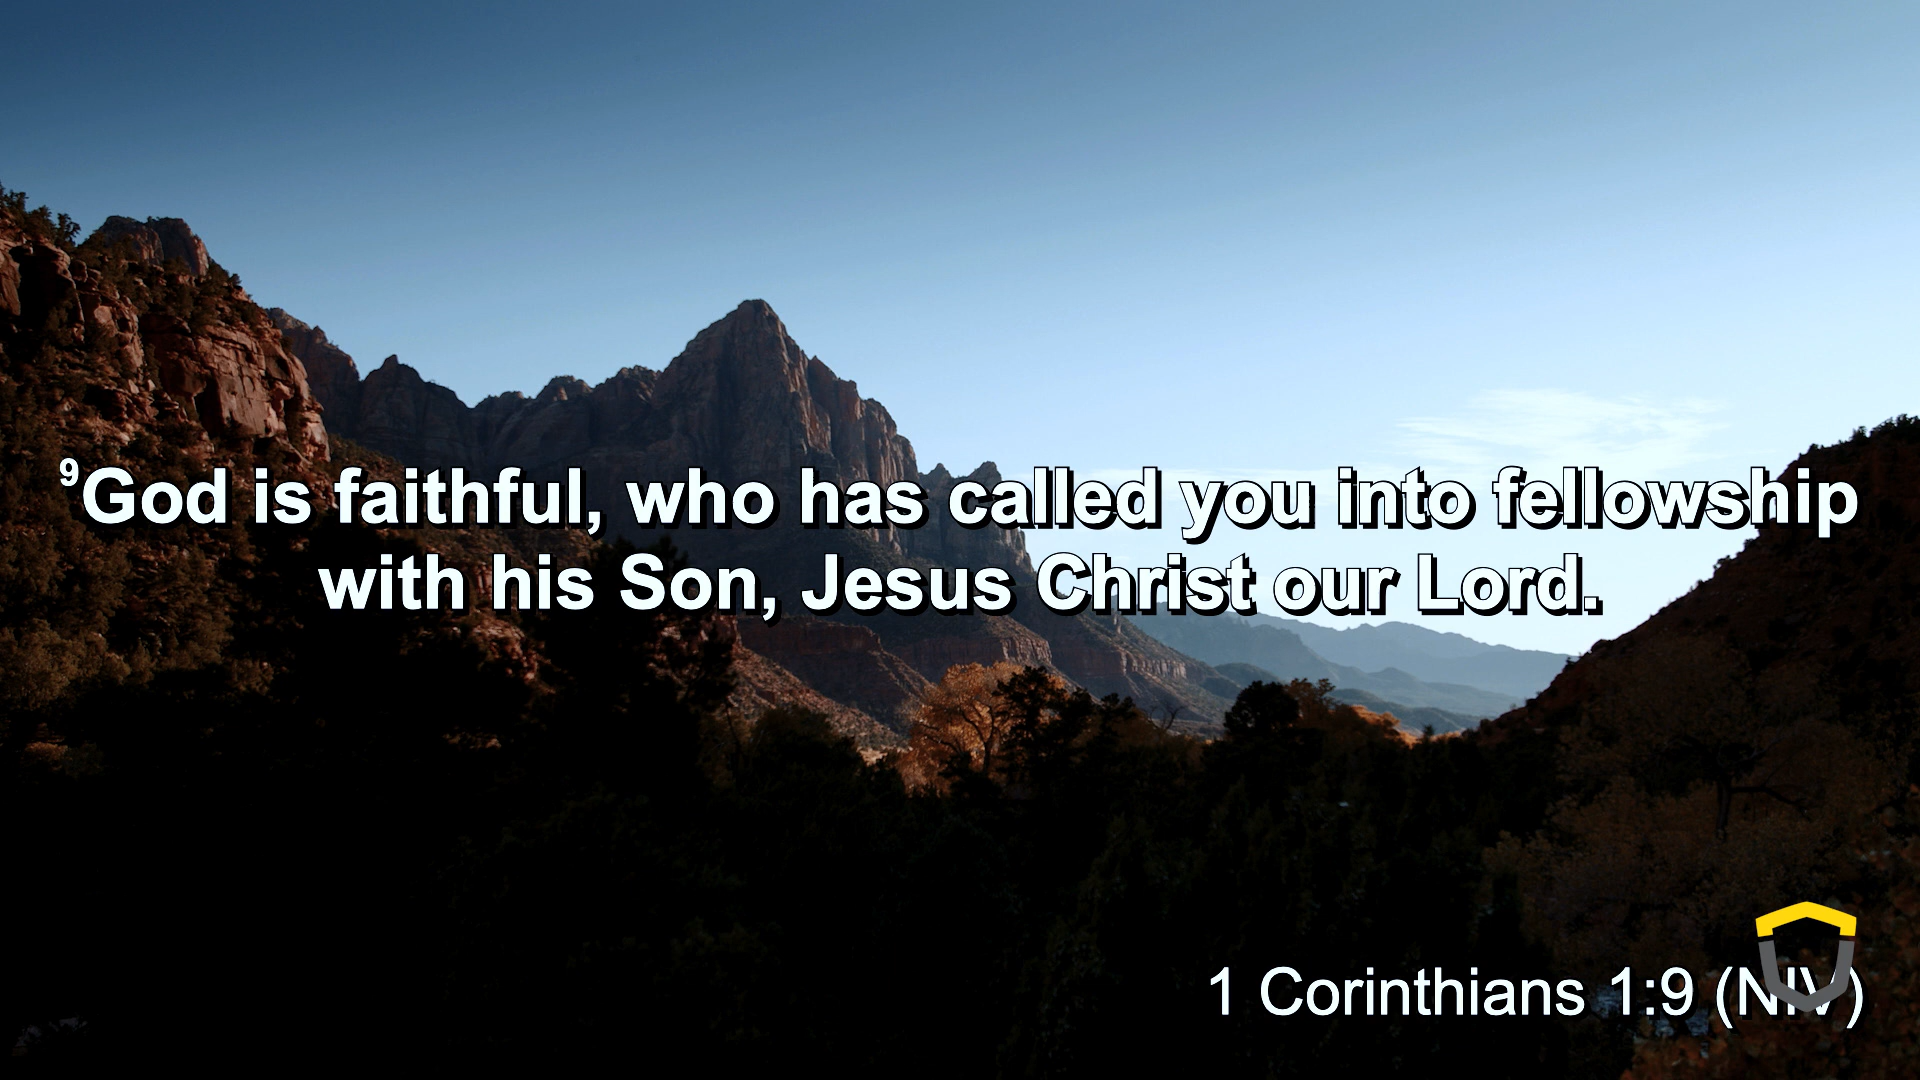 ⁹God is faithful, who has called you into fellowship
with his Son, Jesus Christ our Lord.
1 Corinthians 1:9 (NIV)